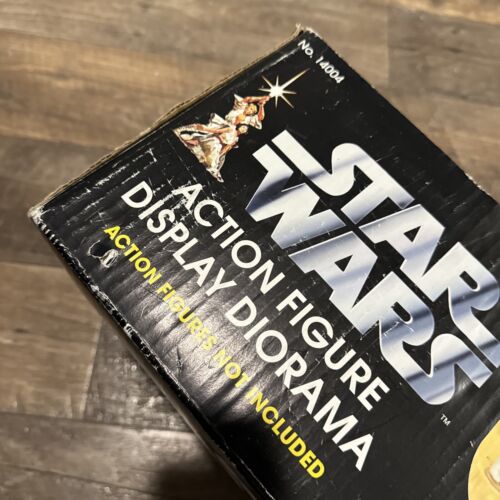 No. 14004
STAR
WARS
TM
ACTION FIGURE
DISPLAY DIORAMA
ACTION FIGURES NOT INCLUDED